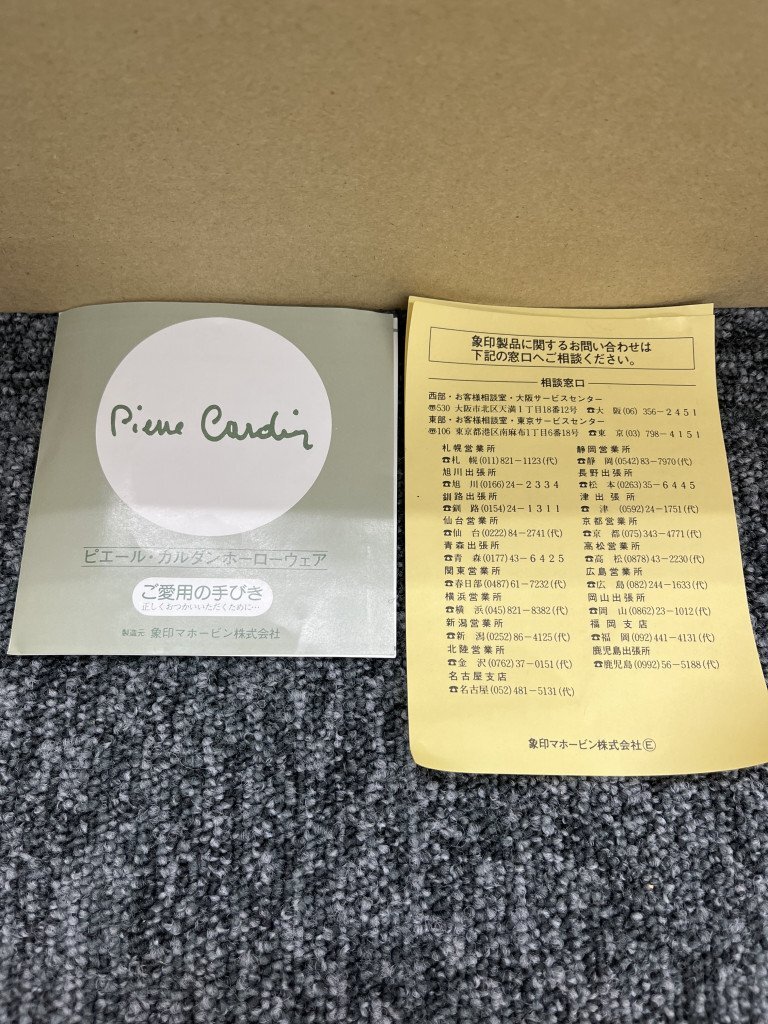 Pierre Cardin
ピエール・カルダンホーローウェア
ご愛用の手びき
正しくおつかいいただくために…
製造元 象印マホービン株式会社
象印製品に関するお問い合わせは
下記の窓口へご相談ください。
相談窓口
西部・お客様相談室・大阪サービスセンター
〠530 大阪市北区天満1丁目18番12号 ☎大 阪(06) 356-2451
東部・お客様相談室・東京サービスセンター
〠106 東京都港区南麻布1丁目6番18号 ☎東 京(03) 798-4151
札幌営業所
☎札 幌(011)821-1123(代)
旭川出張所
☎旭 川(0166)24-2334
釧路出張所
☎釧 路(0154)24-1311
仙台営業所
☎仙 台(0222)84-2741(代)
青森出張所
☎青 森(0177)43-6425
関東営業所
☎春日部(0487)61-7232(代)
横浜営業所
☎横 浜(045)821-8382(代)
新潟営業所
☎新 潟(0252)86-4125(代)
北陸営業所
☎金 沢(0762)37-0151(代)
名古屋支店
☎名古屋(052)481-5131(代)
静岡営業所
☎静 岡(0542)83-7970(代)
長野出張所
☎松 本(0263)35-6445
津出張所
☎ 津 (0592)24-1751(代)
京都営業所
☎京 都(075)343-4771(代)
高松営業所
☎高 松(0878)43-2230(代)
広島営業所
☎広 島(082)244-1633(代)
岡山出張所
☎岡 山(0862)23-1012(代)
福岡支店
☎福 岡(092)441-4131(代)
鹿児島出張所
☎鹿児島(0992)56-5188(代)
象印マホービン株式会社Ⓔ